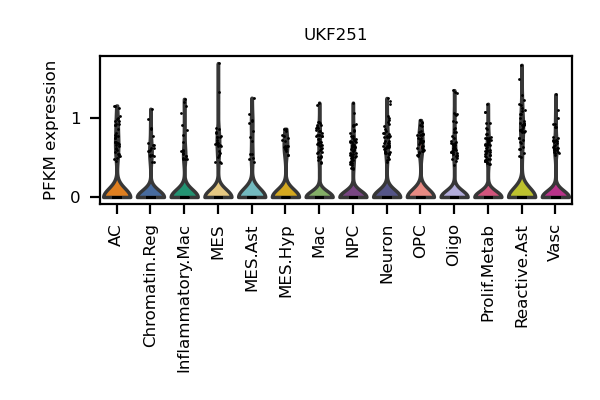 UKF251
PFKM expression
1
0
AC
Chromatin.Reg
Inflammatory.Mac
MES
MES.Ast
MES.Hyp
Mac
NPC
Neuron
OPC
Oligo
Prolif.Metab
Reactive.Ast
Vasc